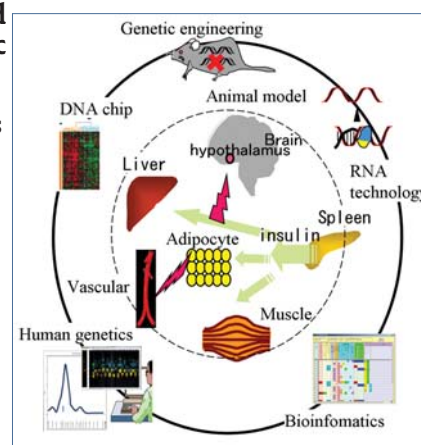 d
c
s
Genetic engineering
DNA chip
Animal model
Brain
hypothalamus
Liver
RNA
technology
Spleen
insulin
Adipocyte
Vascular
Muscle
Human genetics
Bioinfomatics